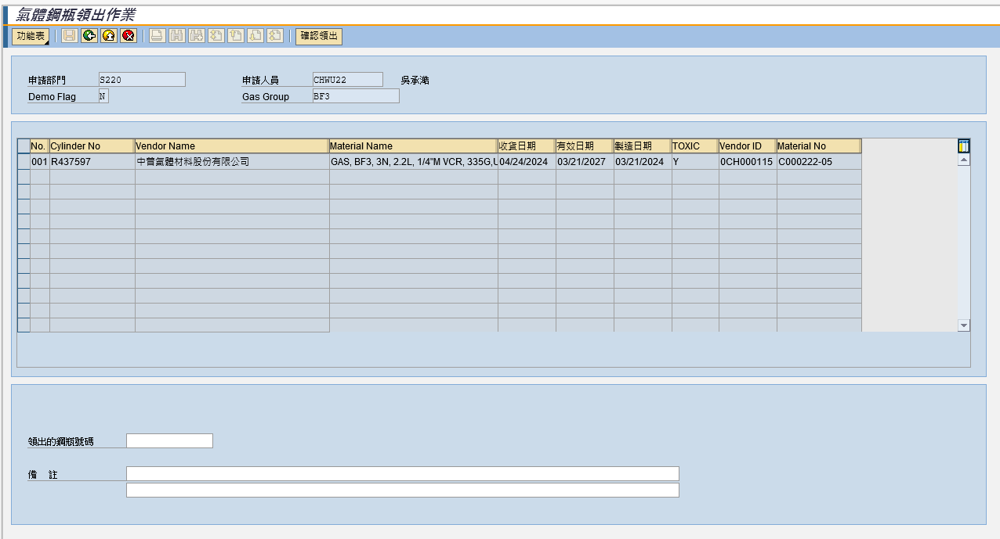 氣體鋼瓶領出作業
功能表 確認領出
申請部門 S220 申請人員 CHWU22 吳承澔
Demo Flag N Gas Group BF3
No. Cylinder No Vendor Name Material Name 收貨日期 有效日期 製造日期 TOXIC Vendor ID Material No
001 R437597 中普氣體材料股份有限公司 GAS, BF3, 3N, 2.2L, 1/4"M VCR, 335G,U 04/24/2024 03/21/2027 03/21/2024 Y 0CH000115 C000222-05
領出的鋼瓶號碼
備 註